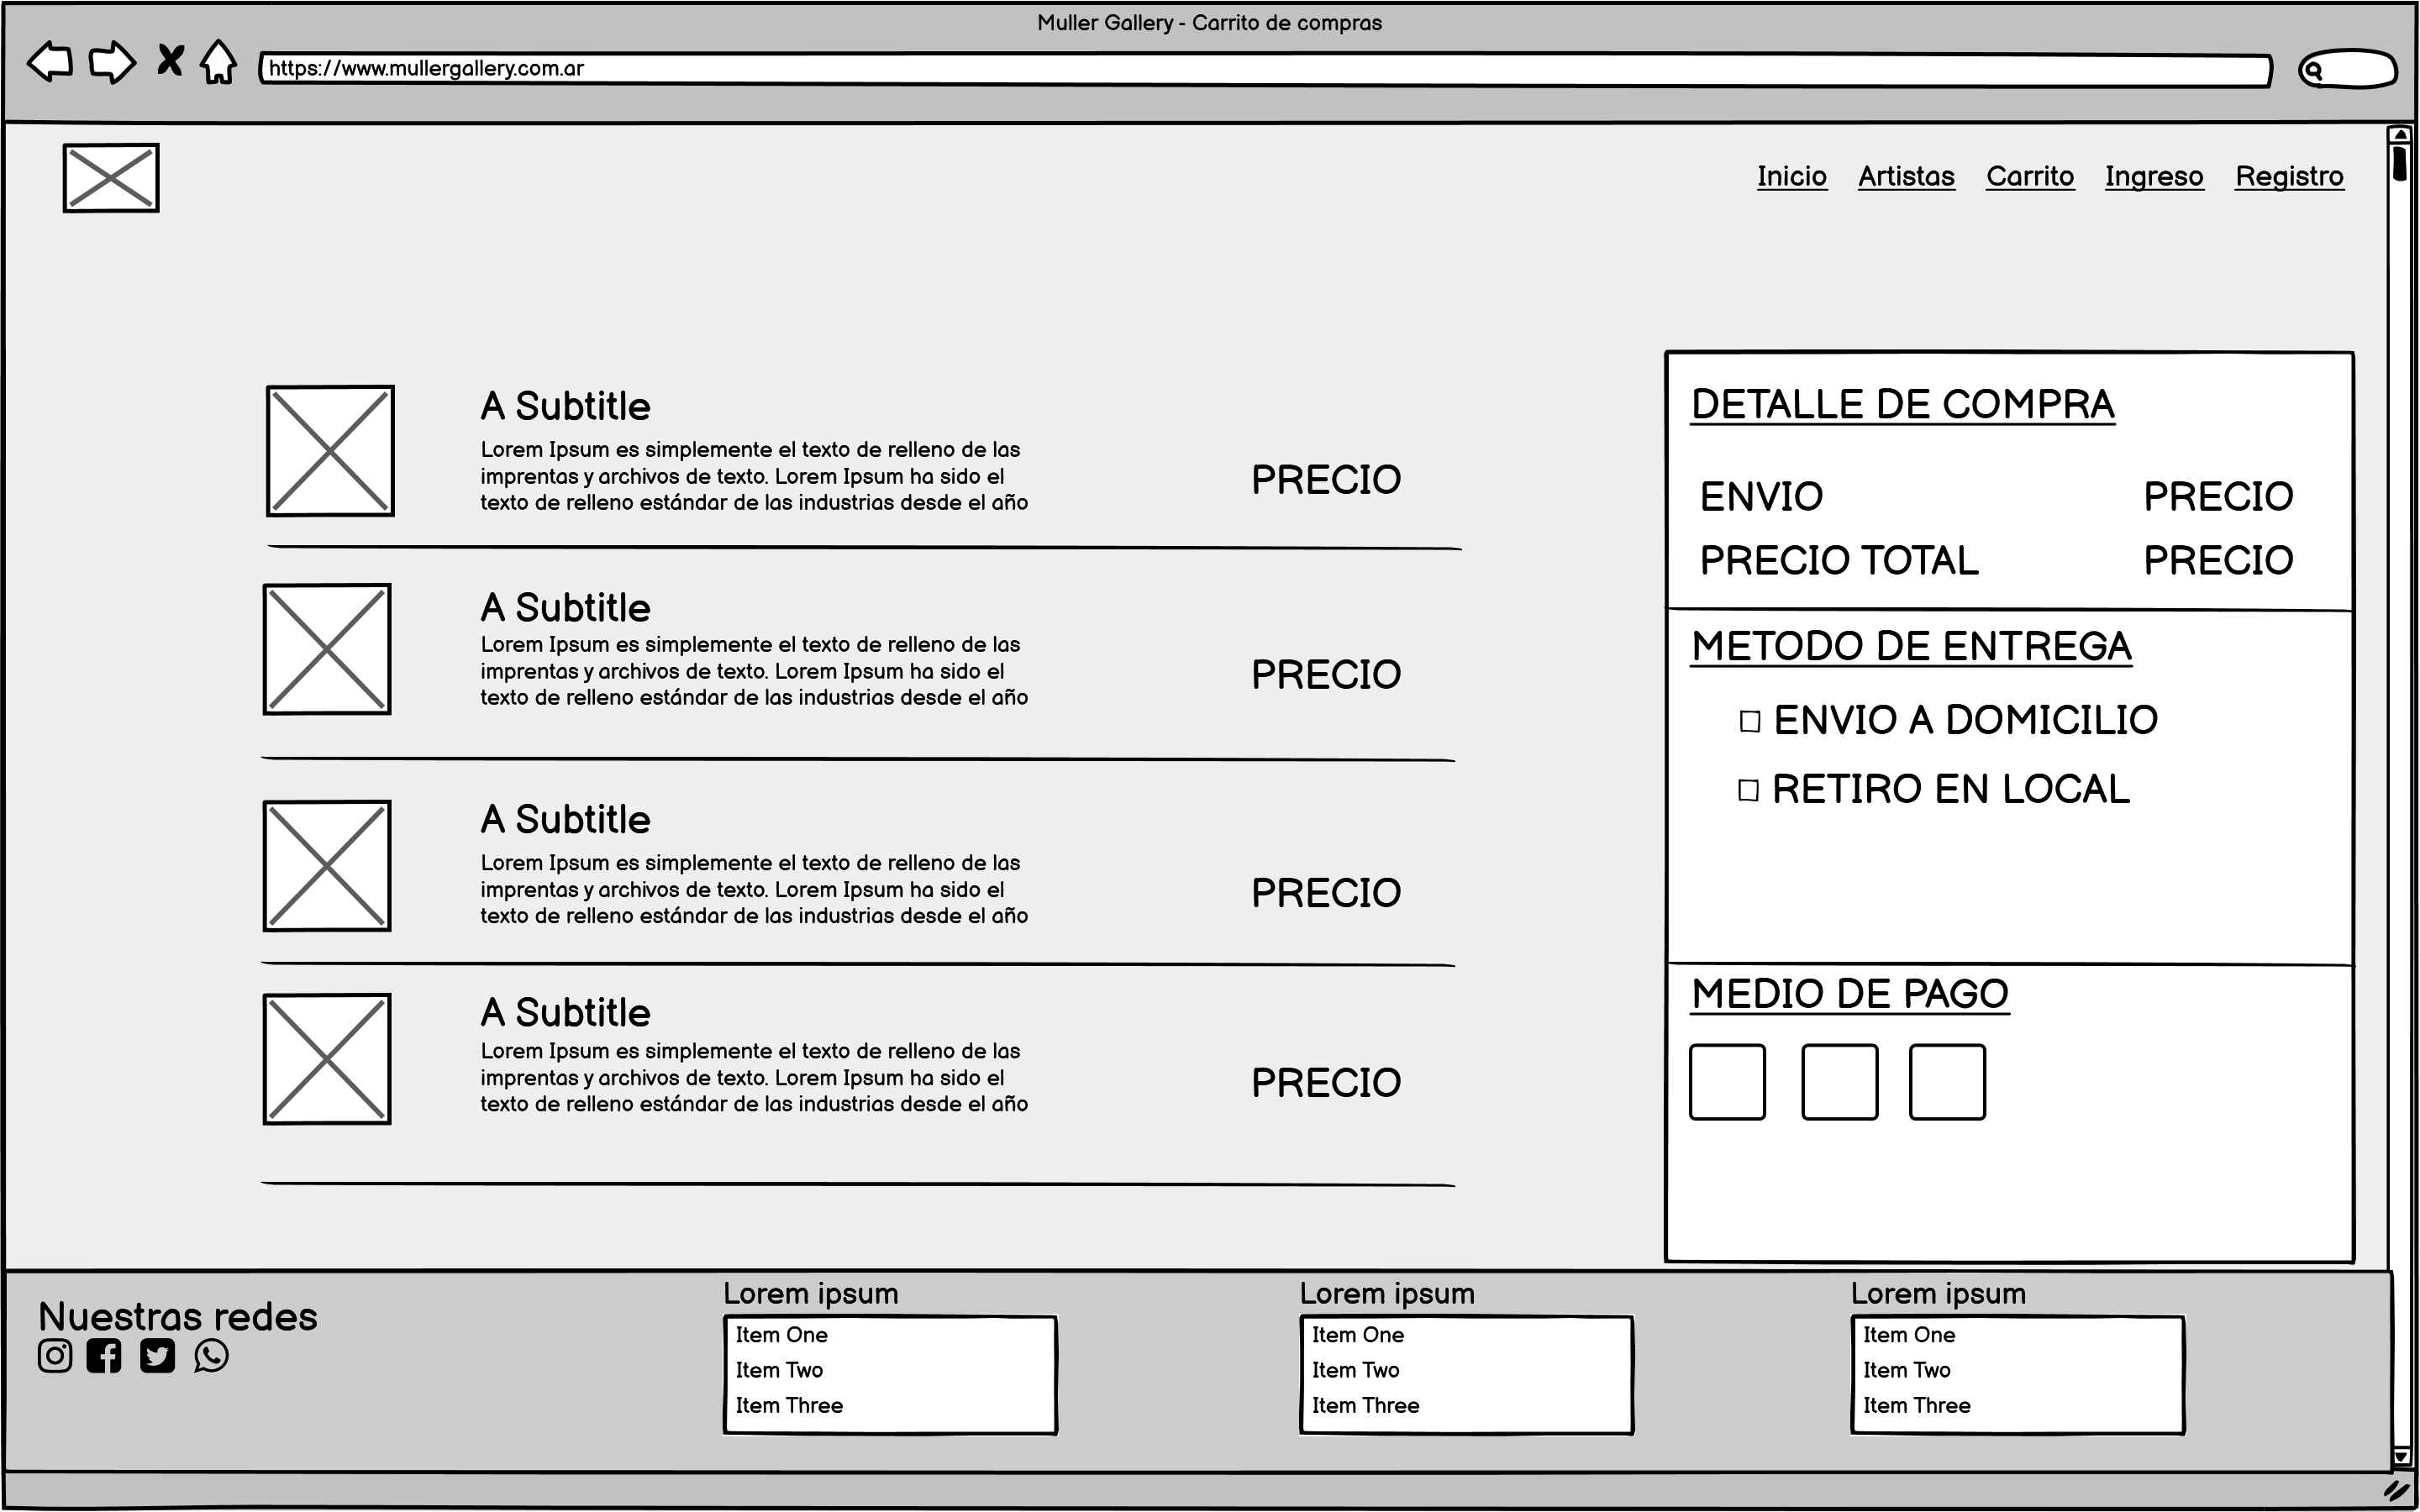 Muller Gallery - Carrito de compras
https://www.mullergallery.com.ar
Inicio Artistas Carrito Ingreso Registro
A Subtitle
Lorem Ipsum es simplemente el texto de relleno de las
imprentas y archivos de texto. Lorem Ipsum ha sido el
texto de relleno estándar de las industrias desde el año
PRECIO
A Subtitle
Lorem Ipsum es simplemente el texto de relleno de las
imprentas y archivos de texto. Lorem Ipsum ha sido el
texto de relleno estándar de las industrias desde el año
PRECIO
A Subtitle
Lorem Ipsum es simplemente el texto de relleno de las
imprentas y archivos de texto. Lorem Ipsum ha sido el
texto de relleno estándar de las industrias desde el año
PRECIO
A Subtitle
Lorem Ipsum es simplemente el texto de relleno de las
imprentas y archivos de texto. Lorem Ipsum ha sido el
texto de relleno estándar de las industrias desde el año
PRECIO
DETALLE DE COMPRA
ENVIO PRECIO
PRECIO TOTAL PRECIO
METODO DE ENTREGA
ENVIO A DOMICILIO
RETIRO EN LOCAL
MEDIO DE PAGO
Nuestras redes
Lorem ipsum
Item One
Item Two
Item Three
Lorem ipsum
Item One
Item Two
Item Three
Lorem ipsum
Item One
Item Two
Item Three